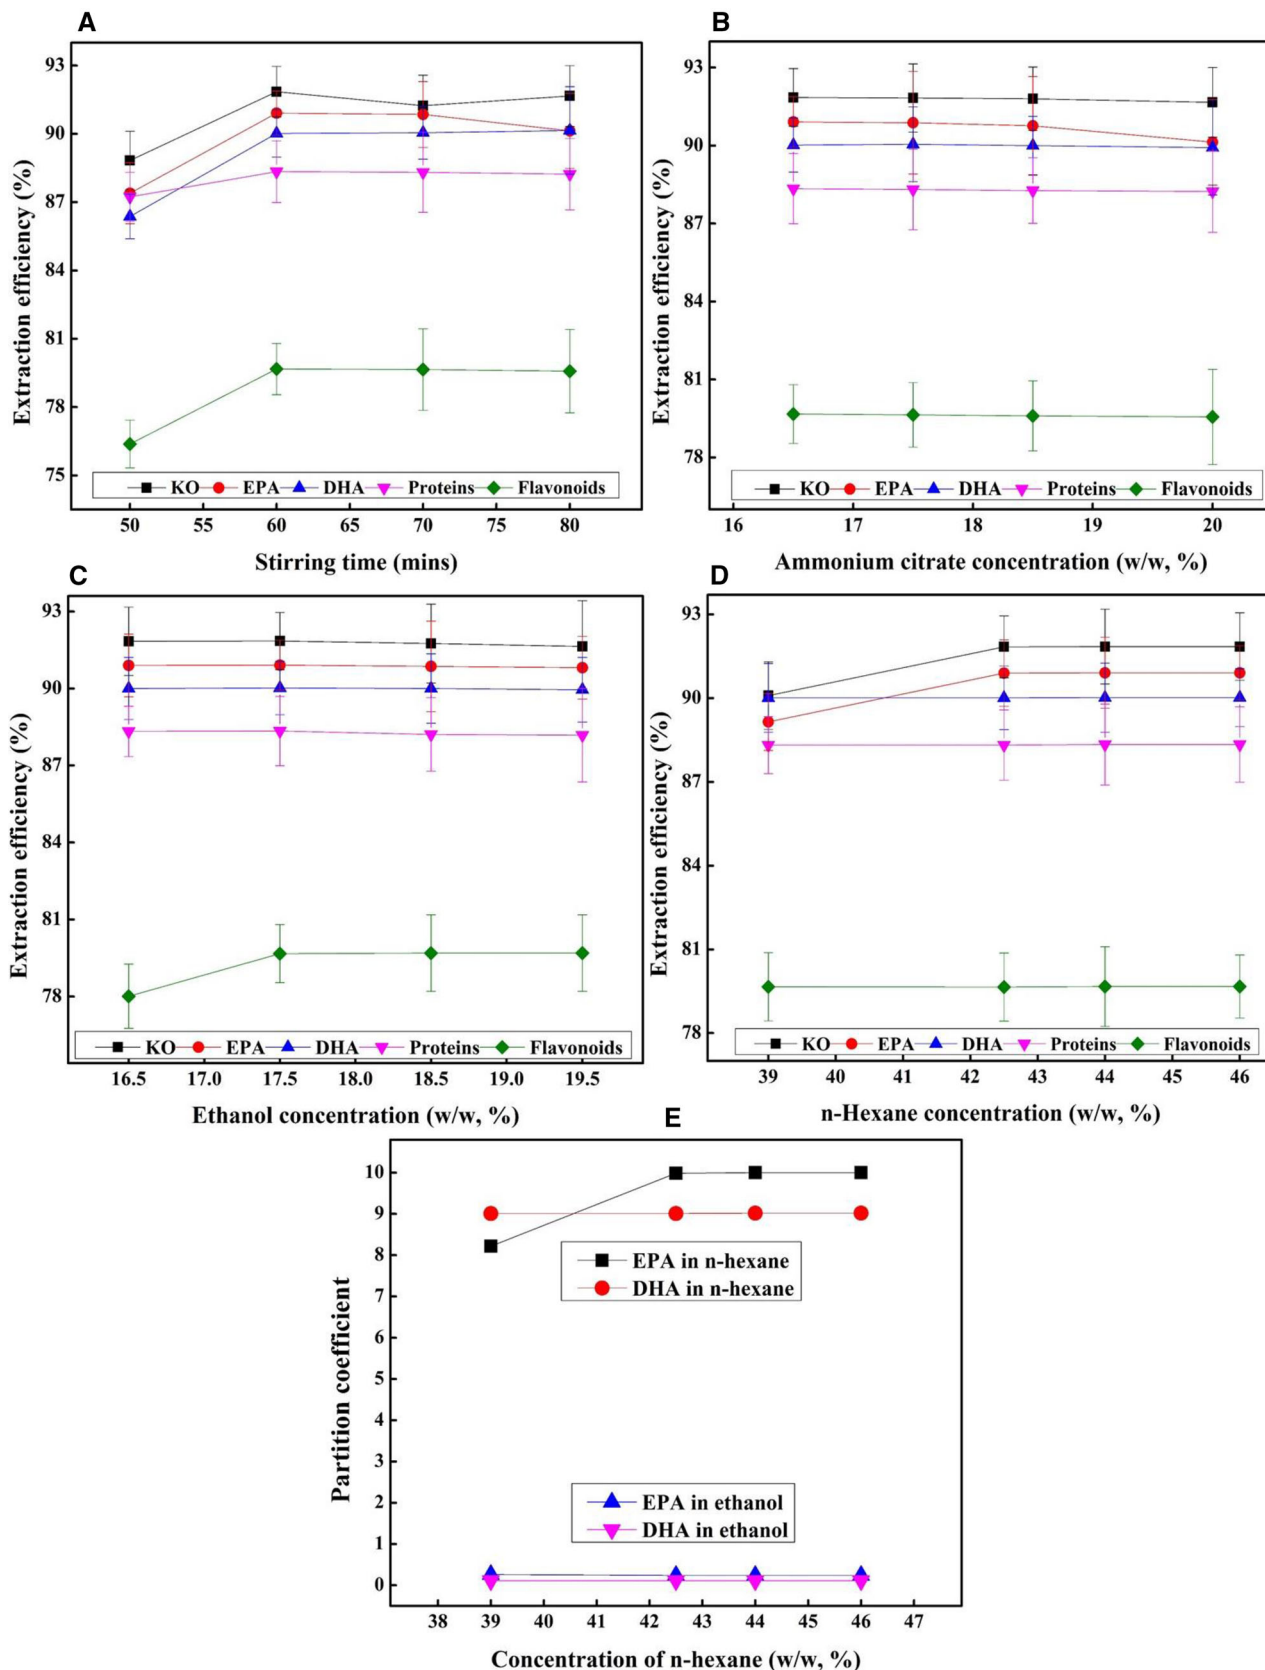 A
93
90
87
84
81
78
75
Extraction efficiency (%)
KO EPA DHA Proteins Flavonoids
50 55 60 65 70 75 80
Stirring time (mins)
B
93
90
87
84
81
78
Extraction efficiency (%)
KO EPA DHA Proteins Flavonoids
16 17 18 19 20
Ammonium citrate concentration (w/w, %)
C
93
90
87
84
81
78
Extraction efficiency (%)
KO EPA DHA Proteins Flavonoids
16.5 17.0 17.5 18.0 18.5 19.0 19.5
Ethanol concentration (w/w, %)
D
93
90
87
84
81
78
Extraction efficiency (%)
KO EPA DHA Proteins Flavonoids
39 40 41 42 43 44 45 46
n-Hexane concentration (w/w, %)
E
10
9
8
7
6
5
4
3
2
1
0
Partition coefficient
EPA in n-hexane
DHA in n-hexane
EPA in ethanol
DHA in ethanol
38 39 40 41 42 43 44 45 46 47
Concentration of n-hexane (w/w, %)